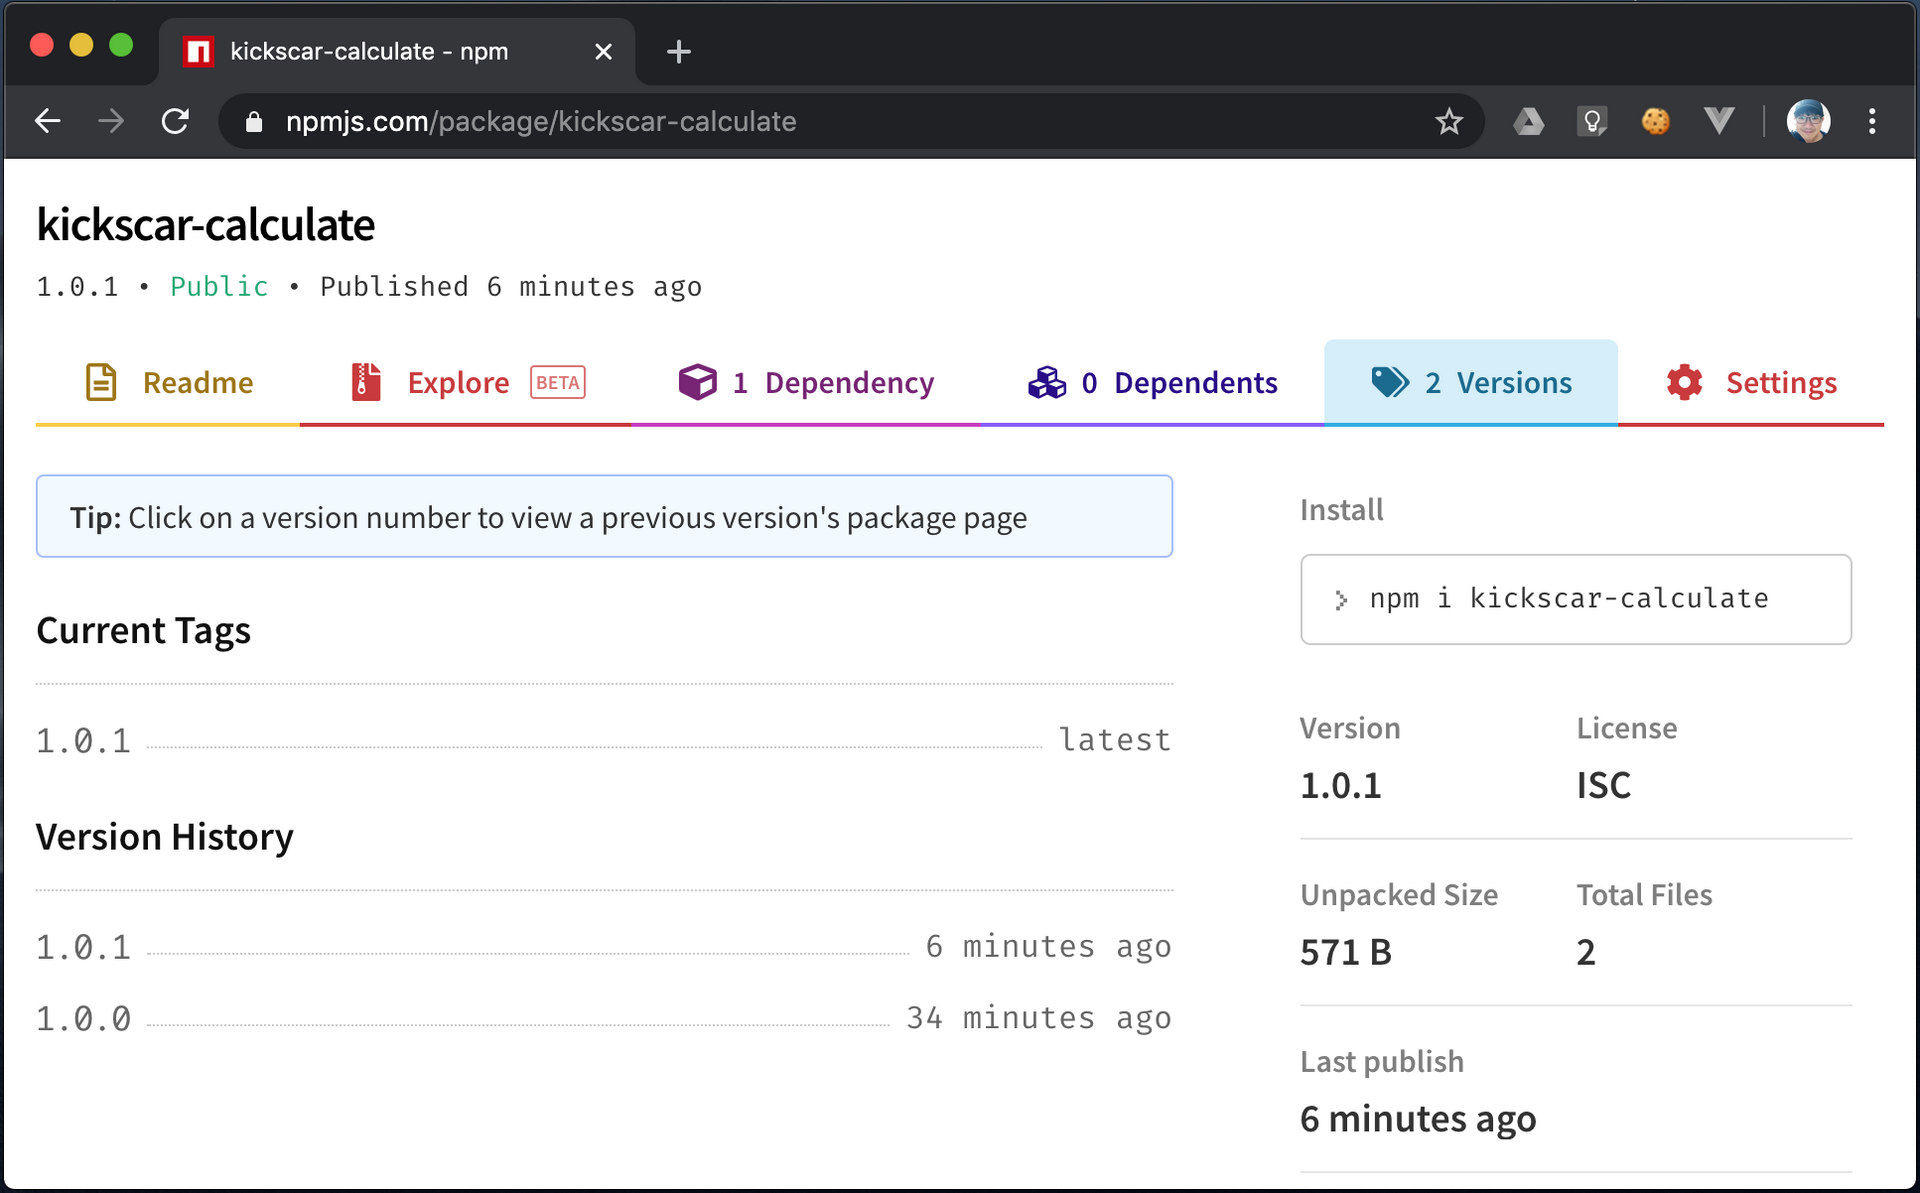 kickscar-calculate - npm
npmjs.com/package/kickscar-calculate
kickscar-calculate
1.0.1 • Public • Published 6 minutes ago
Readme
Explore BETA
1 Dependency
0 Dependents
2 Versions
Settings
Tip: Click on a version number to view a previous version's package page
Current Tags
1.0.1 latest
Version History
1.0.1 6 minutes ago
1.0.0 34 minutes ago
Install
npm i kickscar-calculate
Version License
1.0.1 ISC
Unpacked Size Total Files
571 B 2
Last publish
6 minutes ago